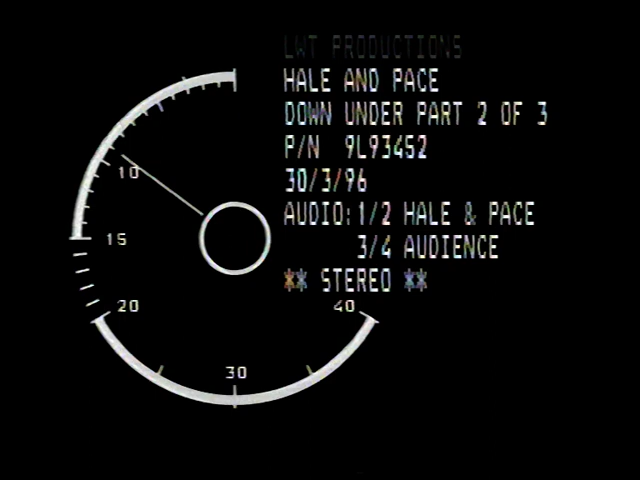 LWT PRODUCTIONS
HALE AND PACE
DOWN UNDER PART 2 OF 3
P/N 9L93452
30/3/96
AUDIO:1/2 HALE & PACE
3/4 AUDIENCE
** STEREO **
10
15
20
40
30